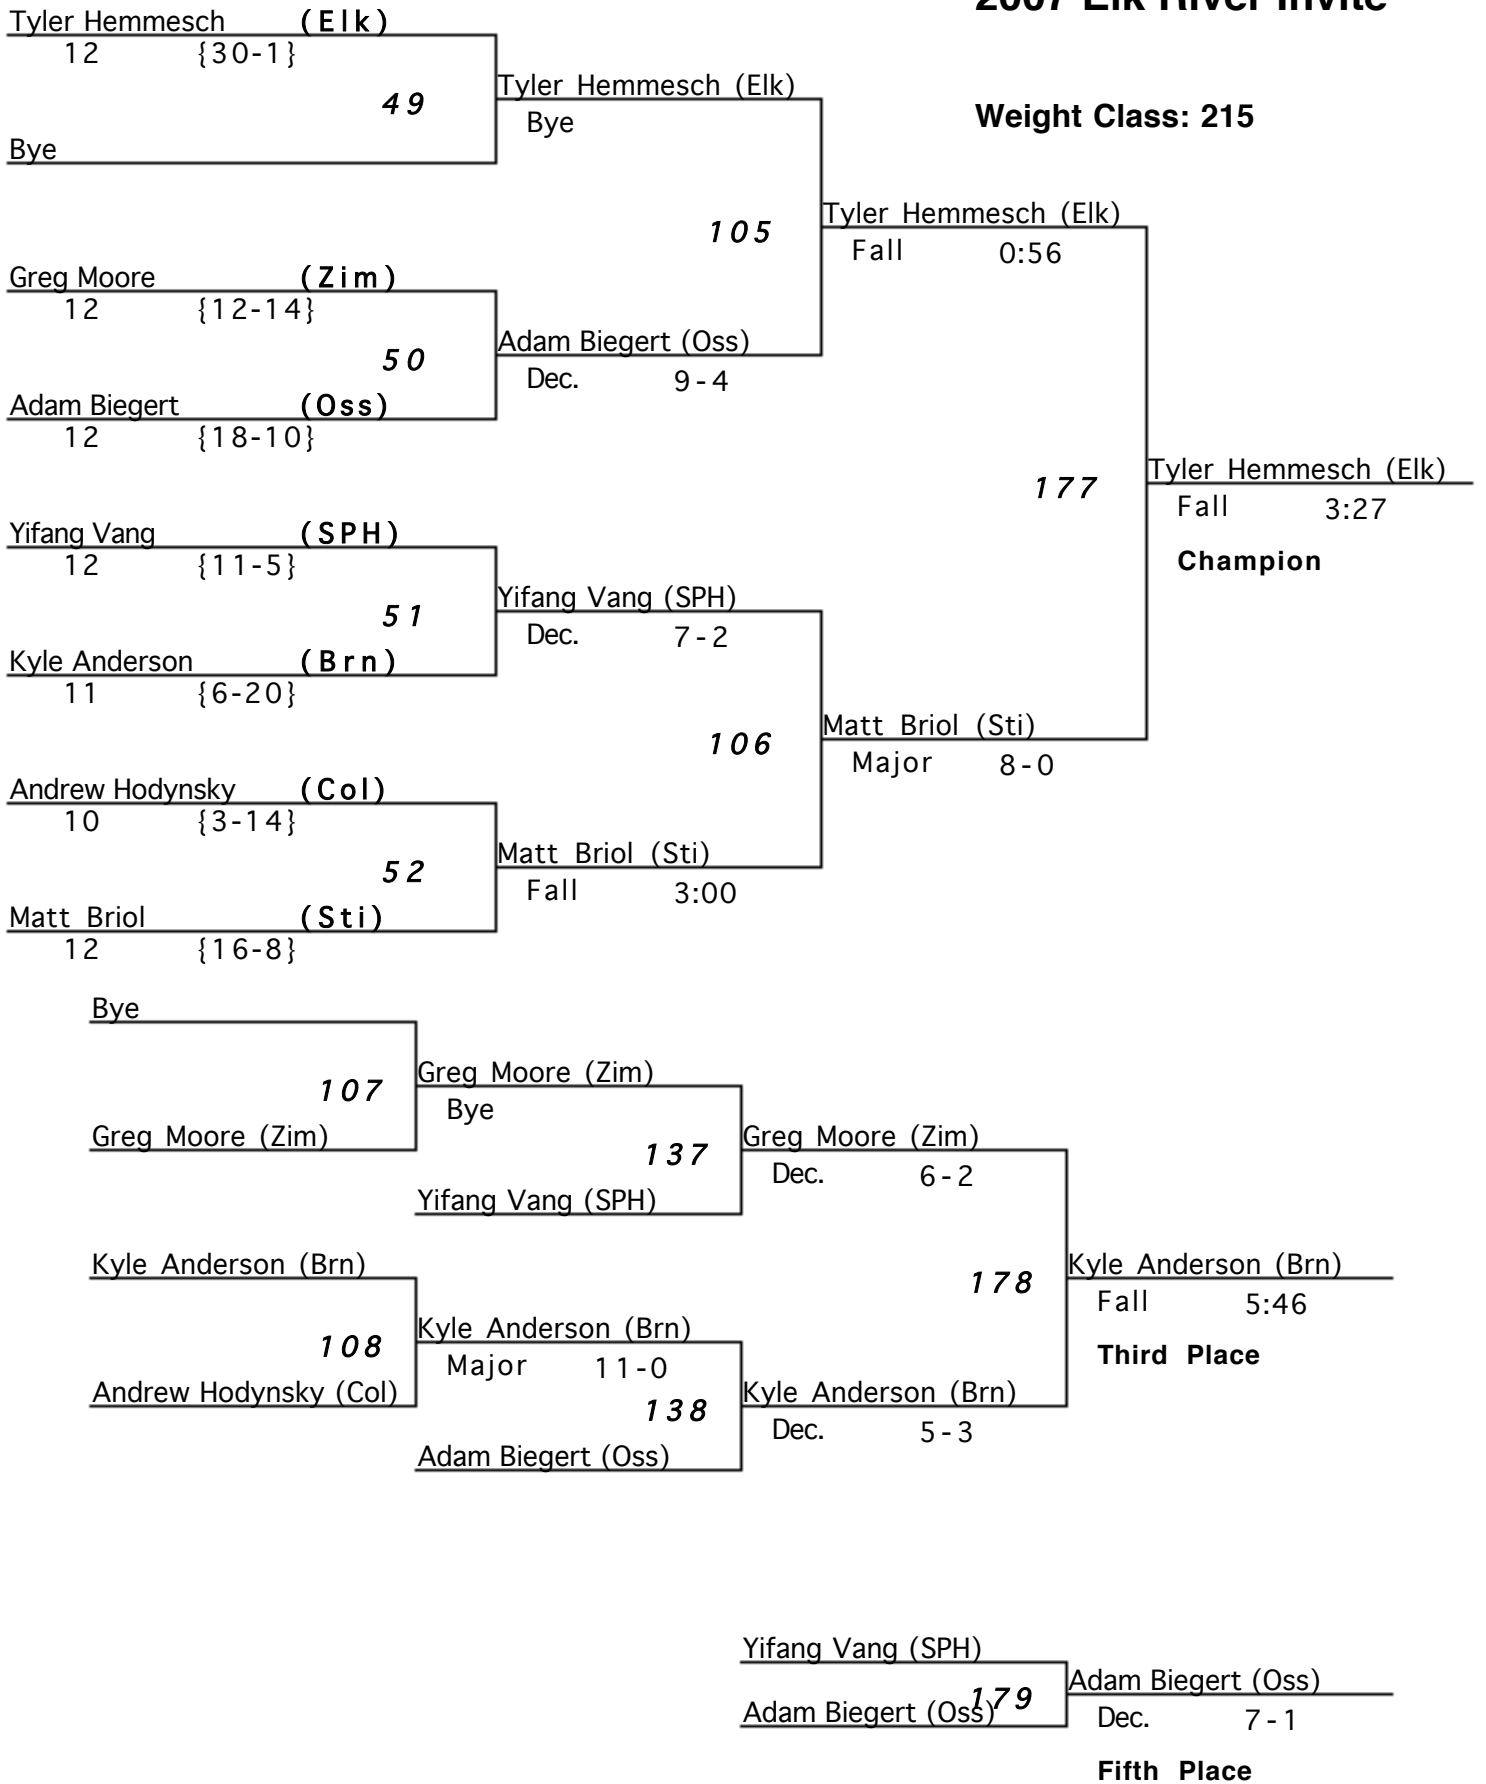 2007 Elk River Invite
Weight Class: 215
Tyler Hemmesch (Elk)
12 {30-1}
49
Bye
Tyler Hemmesch (Elk)
Bye
Greg Moore (Zim)
12 {12-14}
50
Adam Biegert (Oss)
12 {18-10}
Adam Biegert (Oss)
Dec. 9-4
105
Tyler Hemmesch (Elk)
Fall 0:56
Yifang Vang (SPH)
12 {11-5}
51
Kyle Anderson (Brn)
11 {6-20}
Yifang Vang (SPH)
Dec. 7-2
Andrew Hodynsky (Col)
10 {3-14}
52
Matt Briol (Sti)
12 {16-8}
Matt Briol (Sti)
Fall 3:00
106
Matt Briol (Sti)
Major 8-0
177
Tyler Hemmesch (Elk)
Fall 3:27
Champion
Bye
107
Greg Moore (Zim)
Greg Moore (Zim)
Bye
137
Yifang Vang (SPH)
Greg Moore (Zim)
Dec. 6-2
Kyle Anderson (Brn)
108
Andrew Hodynsky (Col)
Kyle Anderson (Brn)
Major 11-0
138
Adam Biegert (Oss)
Kyle Anderson (Brn)
Dec. 5-3
178
Kyle Anderson (Brn)
Fall 5:46
Third Place
Yifang Vang (SPH)
179
Adam Biegert (Oss)
Adam Biegert (Oss)
Dec. 7-1
Fifth Place